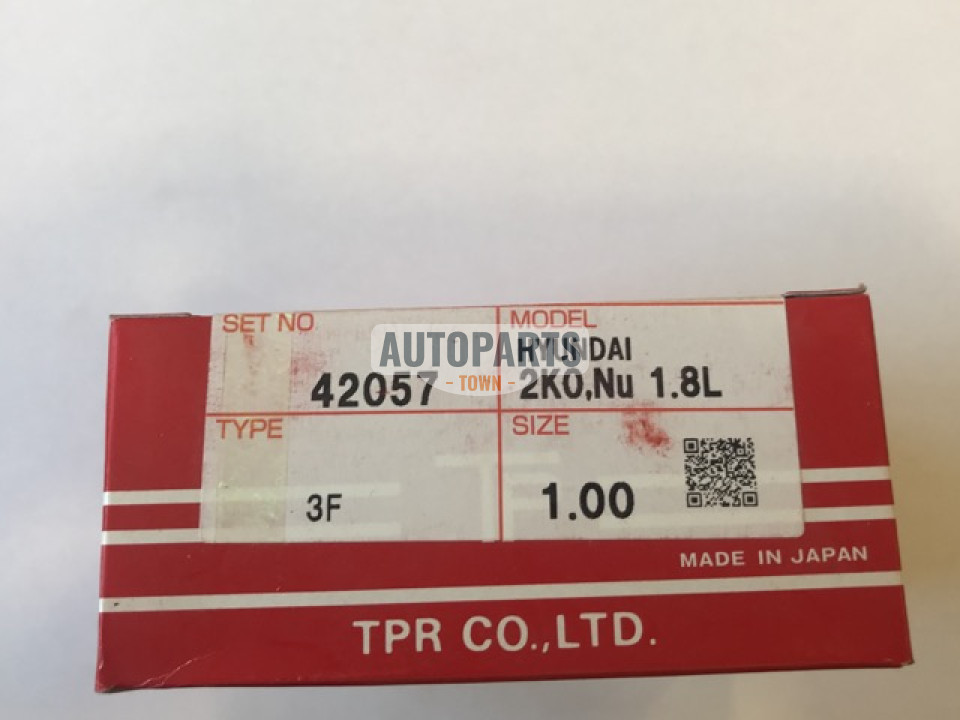 SET NO
MODEL
AUTOPARTS
HYUNDAI
- TOWN -
42057
2KO,Nu 1.8L
TYPE
SIZE
3F
1.00
MADE IN JAPAN
TPR CO.,LTD.